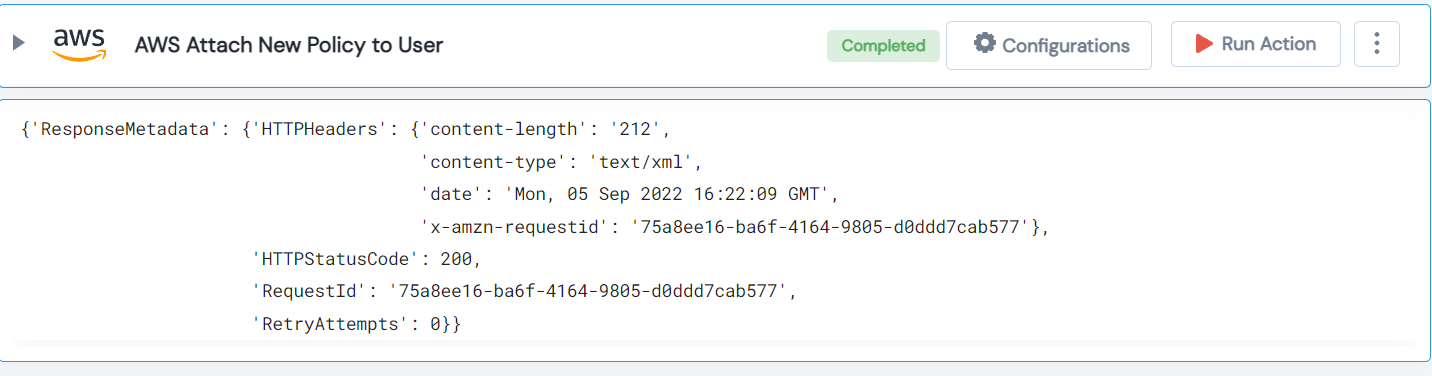 aws AWS Attach New Policy to User Completed Configurations Run Action
{'ResponseMetadata': {'HTTPHeaders': {'content-length': '212',
'content-type': 'text/xml',
'date': 'Mon, 05 Sep 2022 16:22:09 GMT',
'x-amzn-requestid': '75a8ee16-ba6f-4164-9805-d0ddd7cab577'},
'HTTPStatusCode': 200,
'RequestId': '75a8ee16-ba6f-4164-9805-d0ddd7cab577',
'RetryAttempts': 0}}